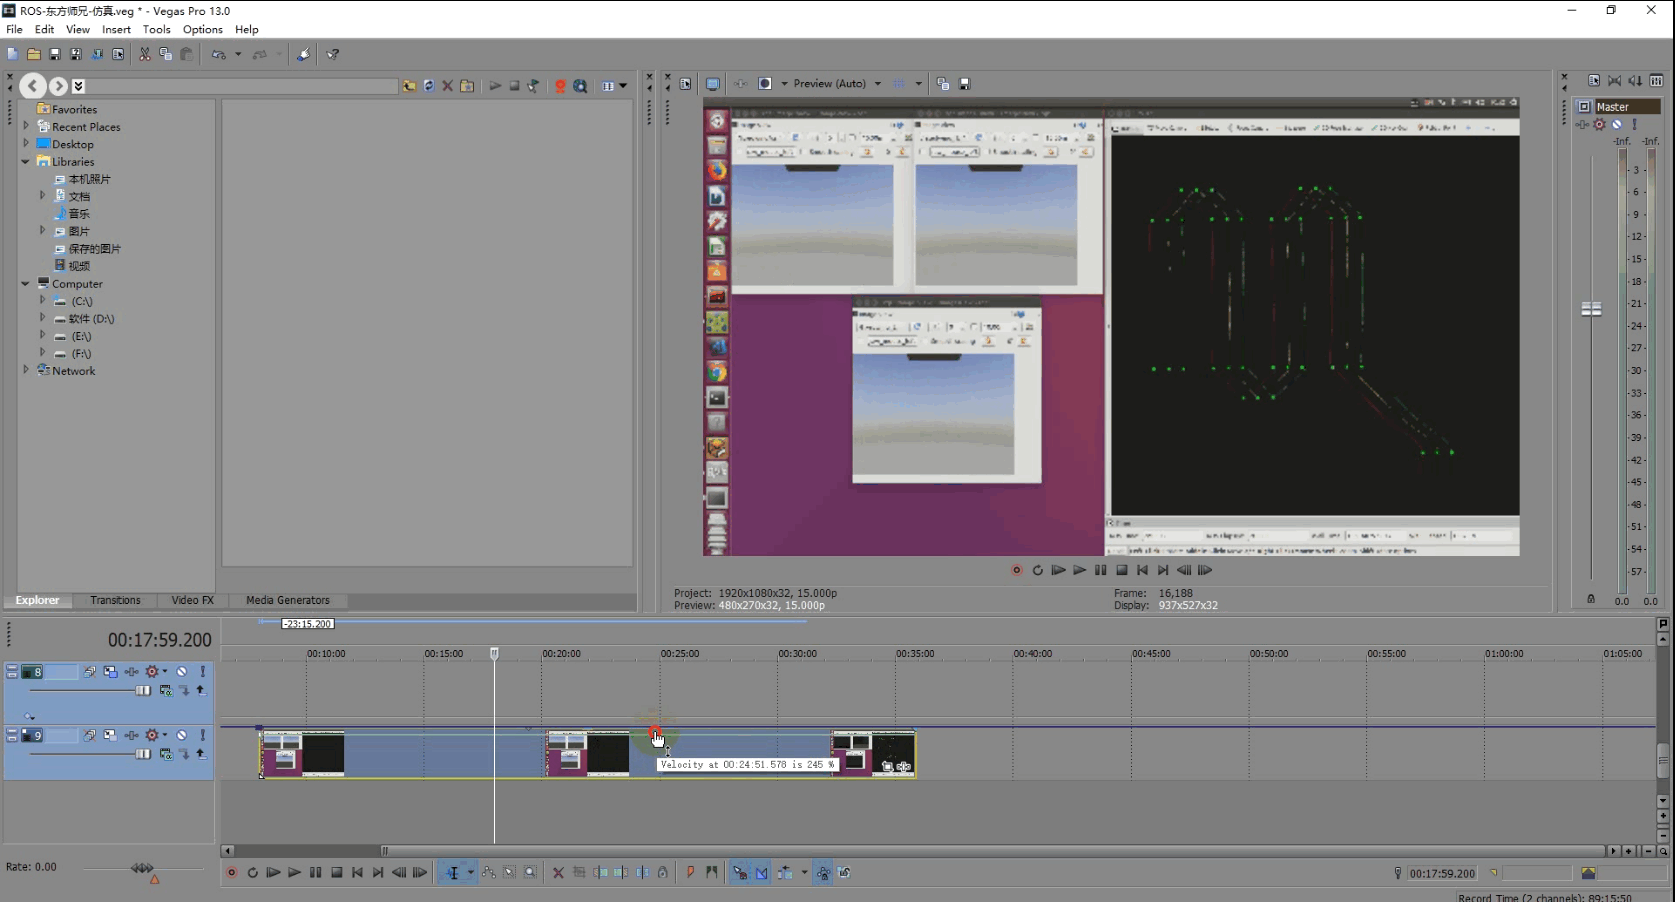 ROS-东方师兄-仿真.veg * - Vegas Pro 13.0
File Edit View Insert Tools Options Help
Preview (Auto)
Favorites
Recent Places
Desktop
Libraries
本机照片
文档
音乐
图片
保存的图片
视频
Computer
(C:\)
软件 (D:\)
(E:\)
(F:\)
Network
Explorer Transitions Video FX Media Generators
Project: 1920x1080x32, 15.000p
Preview: 480x270x32, 15.000p
Frame: 16,188
Display: 937x527x32
Master
-Inf. -Inf.
- 3 -
- 6 -
- 9 -
-12-
-15-
-18-
-21-
-24-
-27-
-30-
-33-
-36-
-39-
-42-
-45-
-48-
-51-
-54-
-57-
0.0 0.0
-23:15.200
00:17:59.200
00:10:00 00:15:00 00:20:00 00:25:00 00:30:00 00:35:00 00:40:00 00:45:00 00:50:00 00:55:00 01:00:00 01:05:00
8
9
Velocity at 00:24:51.578 is 245 %
Rate: 0.00
00:17:59.200
Record Time (2 channels): 89:15:50